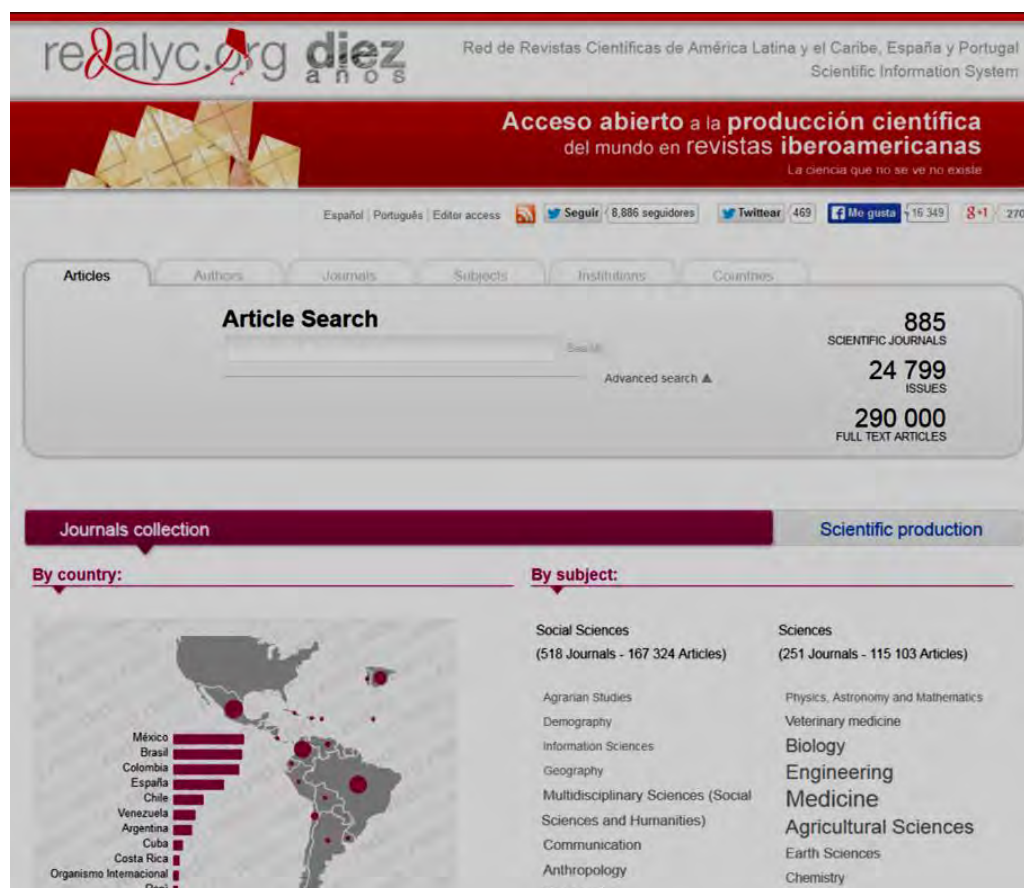 redalyc.org diez años
Red de Revistas Científicas de América Latina y el Caribe, España y Portugal
Scientific Information System
Acceso abierto a la producción científica
del mundo en revistas iberoamericanas
La ciencia que no se ve no existe
Español | Português | Editor access Seguir 8,886 seguidores Twittear 469 Me gusta 16 349 g+1 270
Articles Authors Journals Subjects Institutions Countries
Article Search
Search
Advanced search ▲
885
SCIENTIFIC JOURNALS
24 799
ISSUES
290 000
FULL TEXT ARTICLES
Journals collection
Scientific production
By country:
México
Brasil
Colombia
España
Chile
Venezuela
Argentina
Cuba
Costa Rica
Organismo Internacional
Perú
By subject:
Social Sciences
(518 Journals - 167 324 Articles)
Agrarian Studies
Demography
Information Sciences
Geography
Multidisciplinary Sciences (Social
Sciences and Humanities)
Communication
Anthropology
Sciences
(251 Journals - 115 103 Articles)
Physics, Astronomy and Mathematics
Veterinary medicine
Biology
Engineering
Medicine
Agricultural Sciences
Earth Sciences
Chemistry